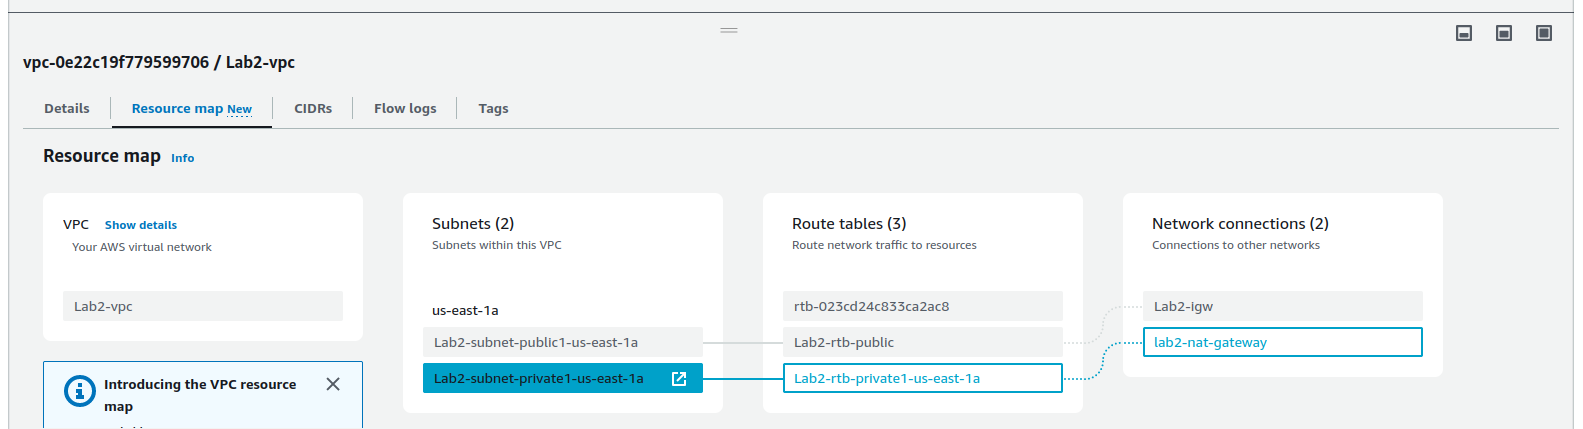 vpc-0e22c19f779599706 / Lab2-vpc
Details Resource map New CIDRs Flow logs Tags
Resource map Info
VPC Show details
Your AWS virtual network
Lab2-vpc
Introducing the VPC resource
map
Subnets (2)
Subnets within this VPC
us-east-1a
Lab2-subnet-public1-us-east-1a
Lab2-subnet-private1-us-east-1a
Route tables (3)
Route network traffic to resources
rtb-023cd24c833ca2ac8
Lab2-rtb-public
Lab2-rtb-private1-us-east-1a
Network connections (2)
Connections to other networks
Lab2-igw
lab2-nat-gateway